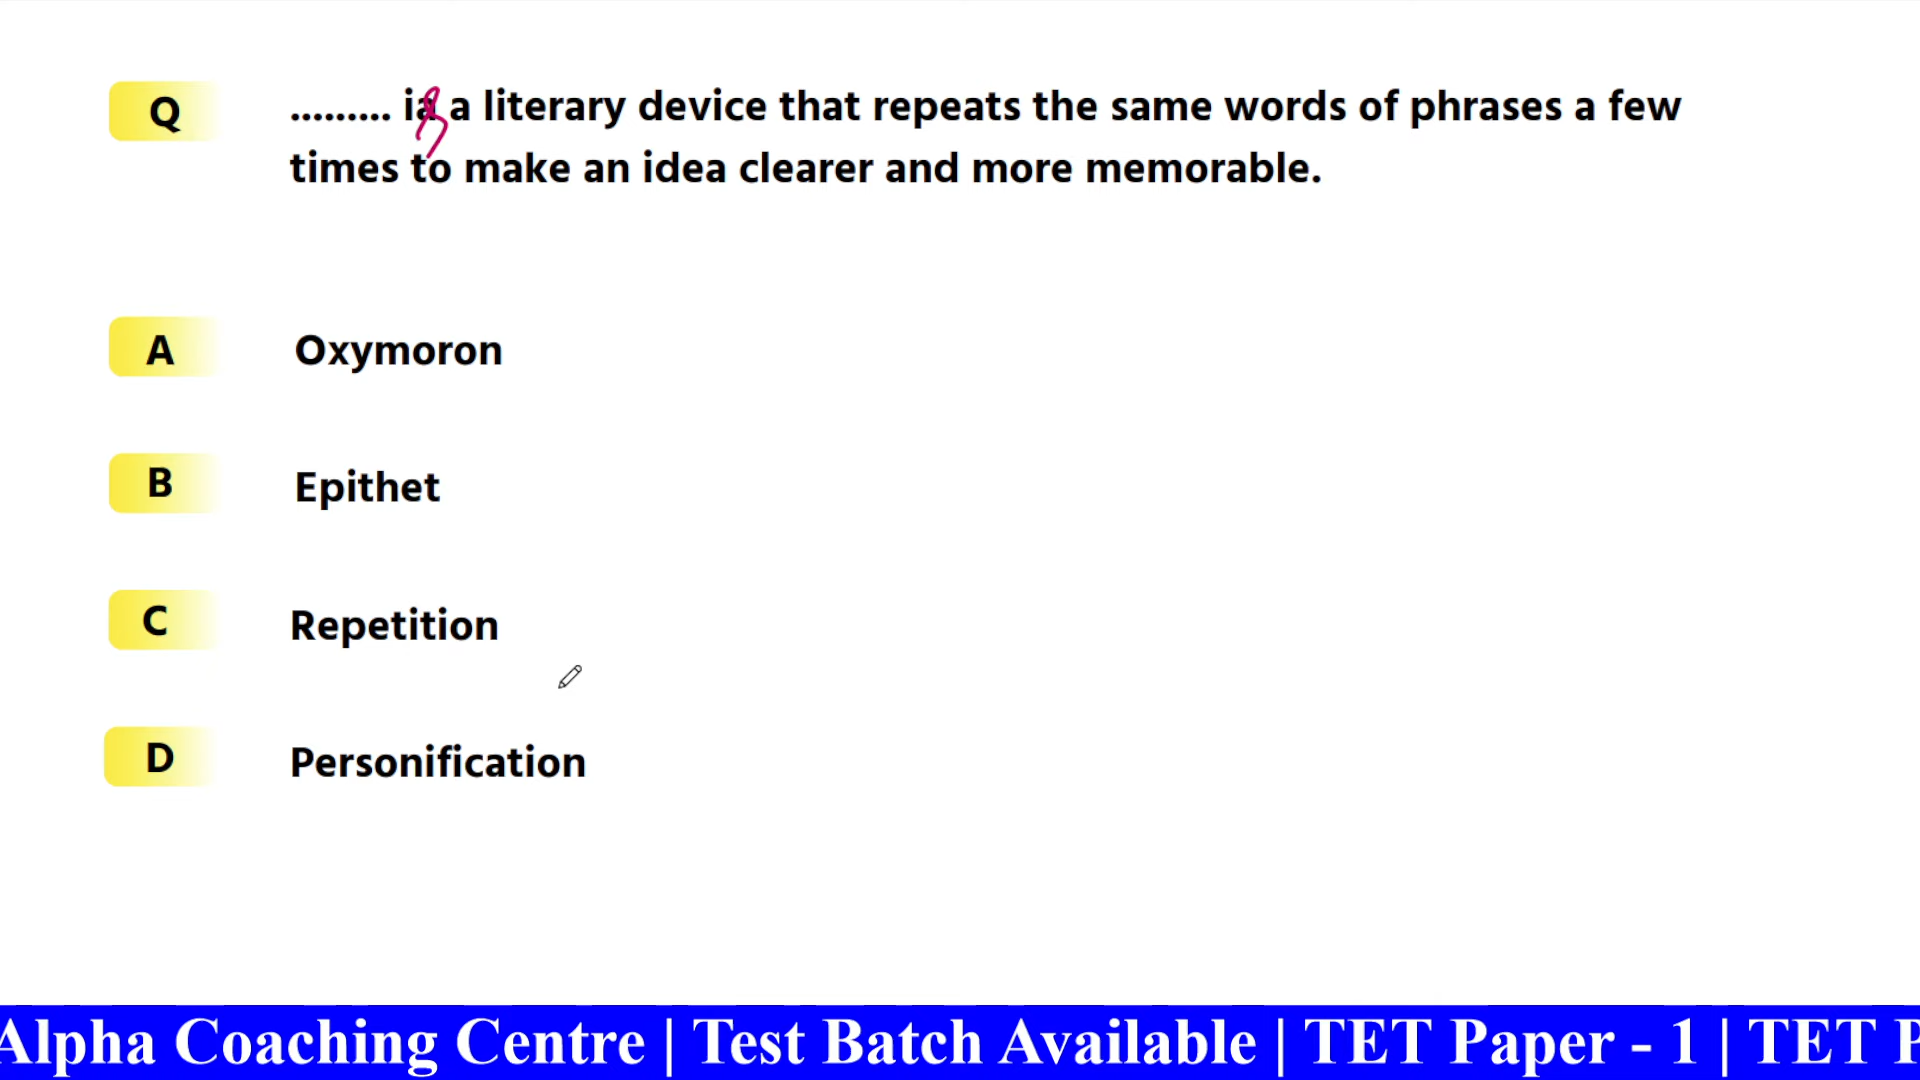 Q ......... ia a literary device that repeats the same words of phrases a few
times to make an idea clearer and more memorable.
A Oxymoron
B Epithet
C Repetition
D Personification
Alpha Coaching Centre | Test Batch Available | TET Paper - 1 | TET P